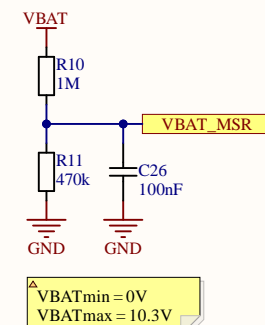 VBAT
R10
1M
VBAT_MSR
R11
470k
C26
100nF
GND
GND
VBATmin = 0V
VBATmax = 10.3V